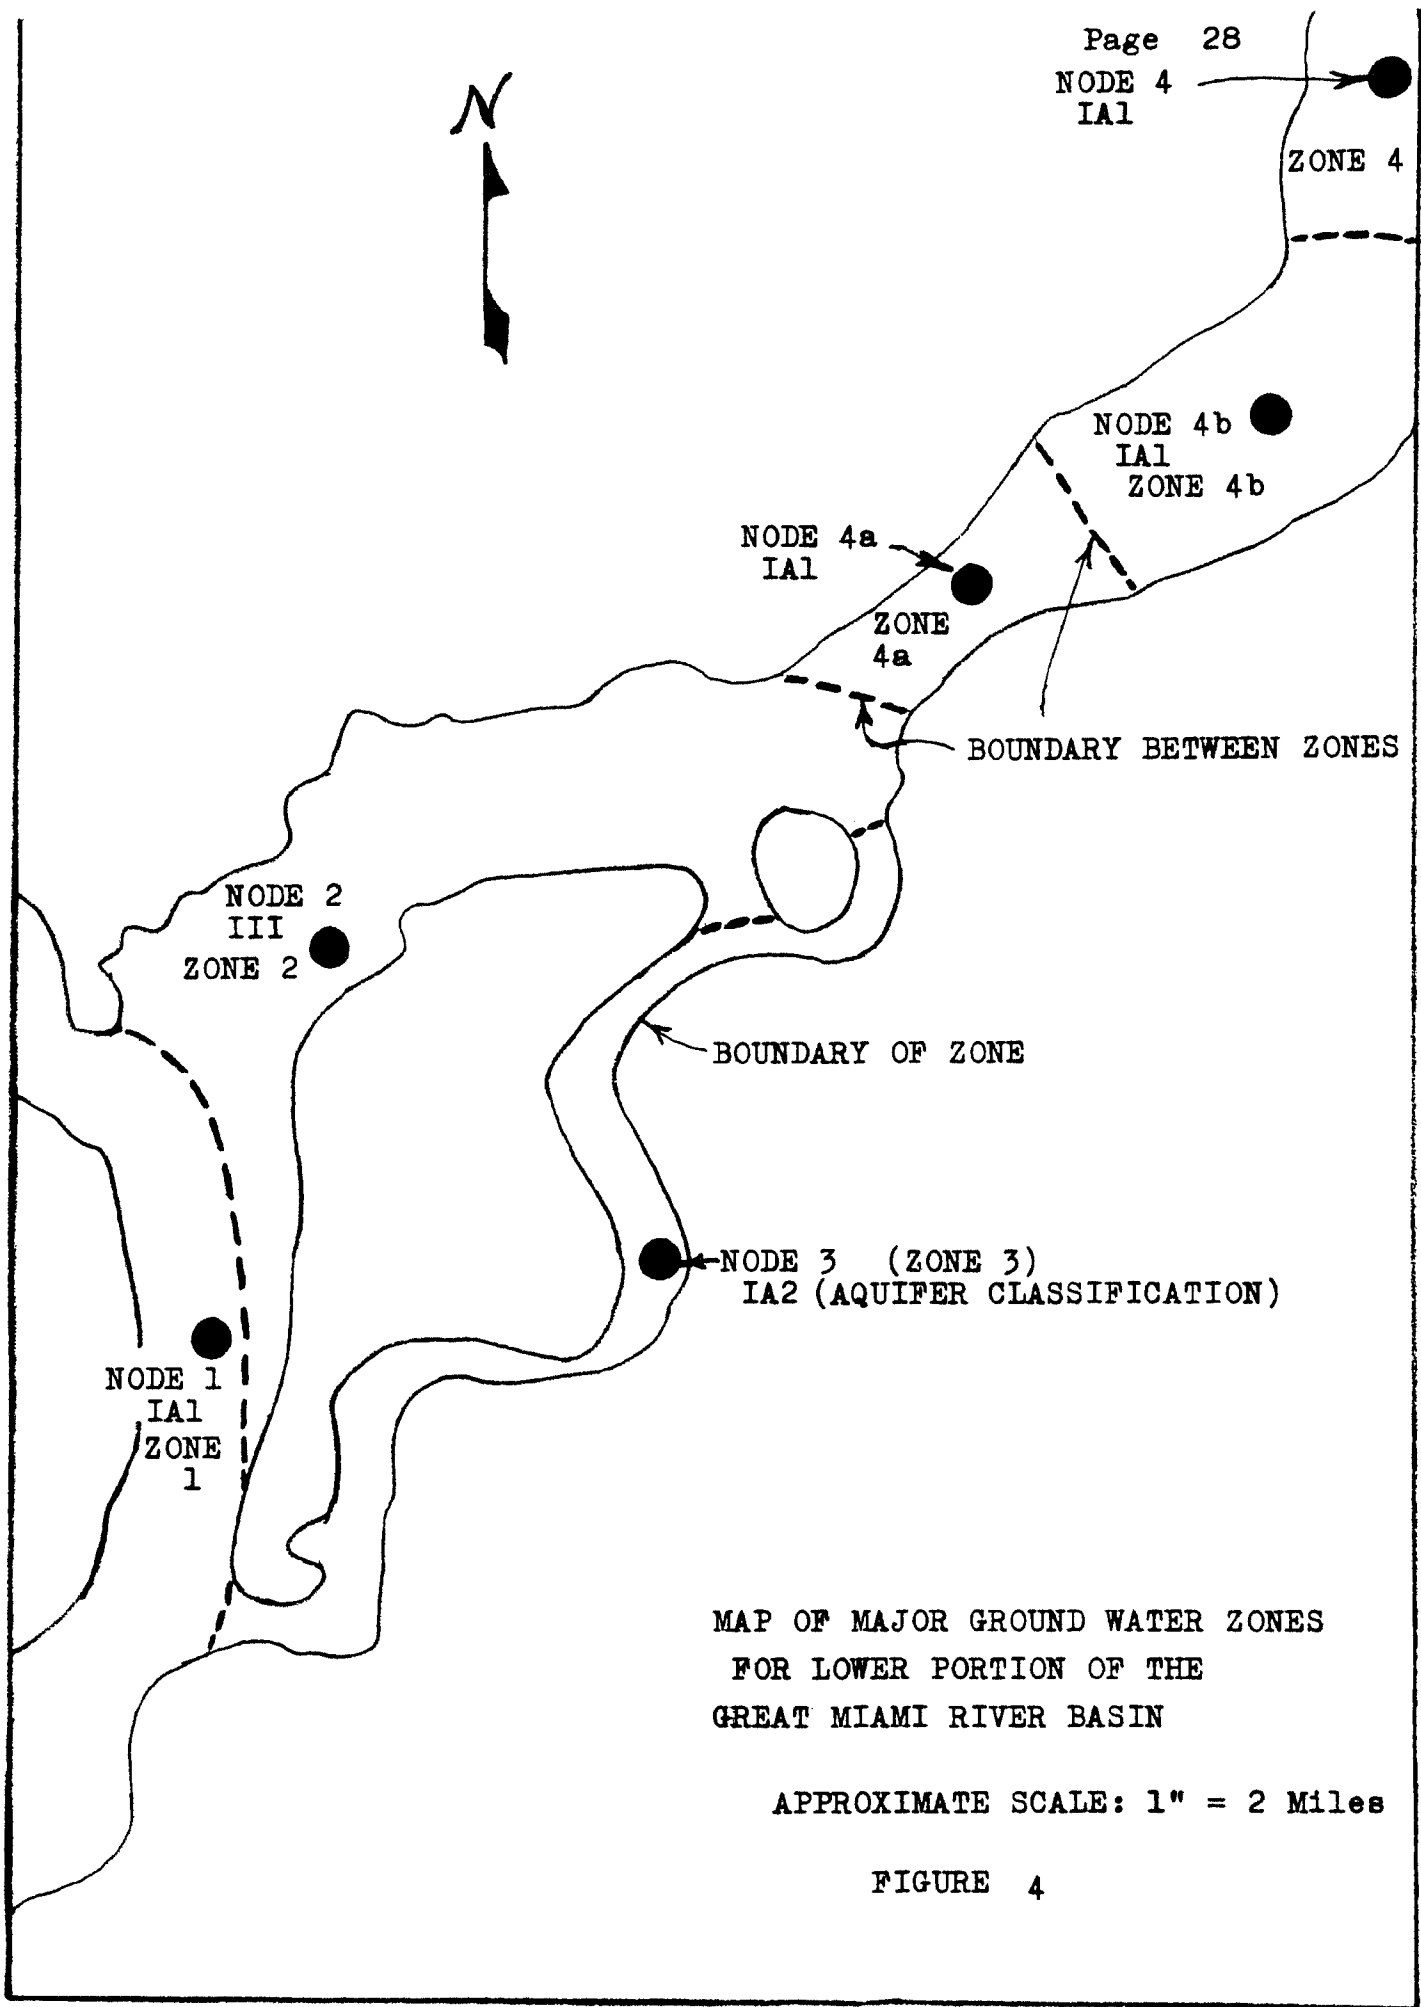 Page 28
NODE 4
IA1
ZONE 4
N
NODE 4b
IA1
ZONE 4b
NODE 4a
IA1
ZONE
4a
BOUNDARY BETWEEN ZONES
NODE 2
III
ZONE 2
BOUNDARY OF ZONE
NODE 3 (ZONE 3)
IA2 (AQUIFER CLASSIFICATION)
NODE 1
IA1
ZONE
1
MAP OF MAJOR GROUND WATER ZONES
FOR LOWER PORTION OF THE
GREAT MIAMI RIVER BASIN
APPROXIMATE SCALE: 1" = 2 Miles
FIGURE 4